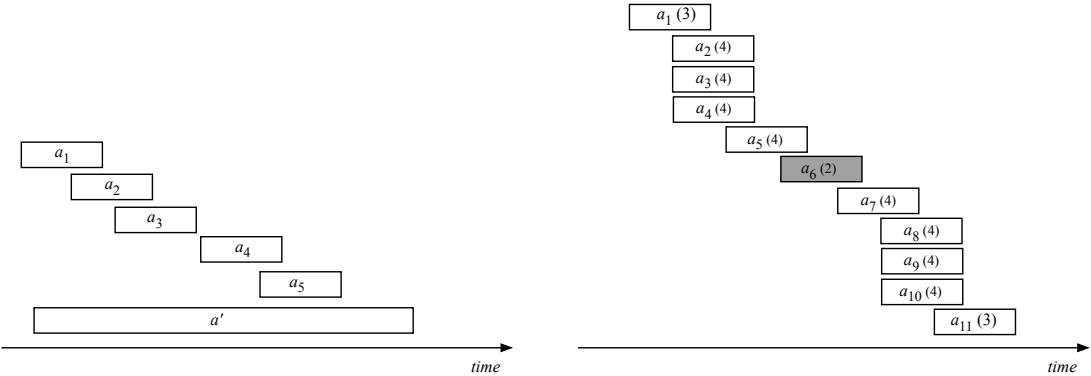 a1
a2
a3
a4
a5
a′
time
a1 (3)
a2 (4)
a3 (4)
a4 (4)
a5 (4)
a6 (2)
a7 (4)
a8 (4)
a9 (4)
a10 (4)
a11 (3)
time